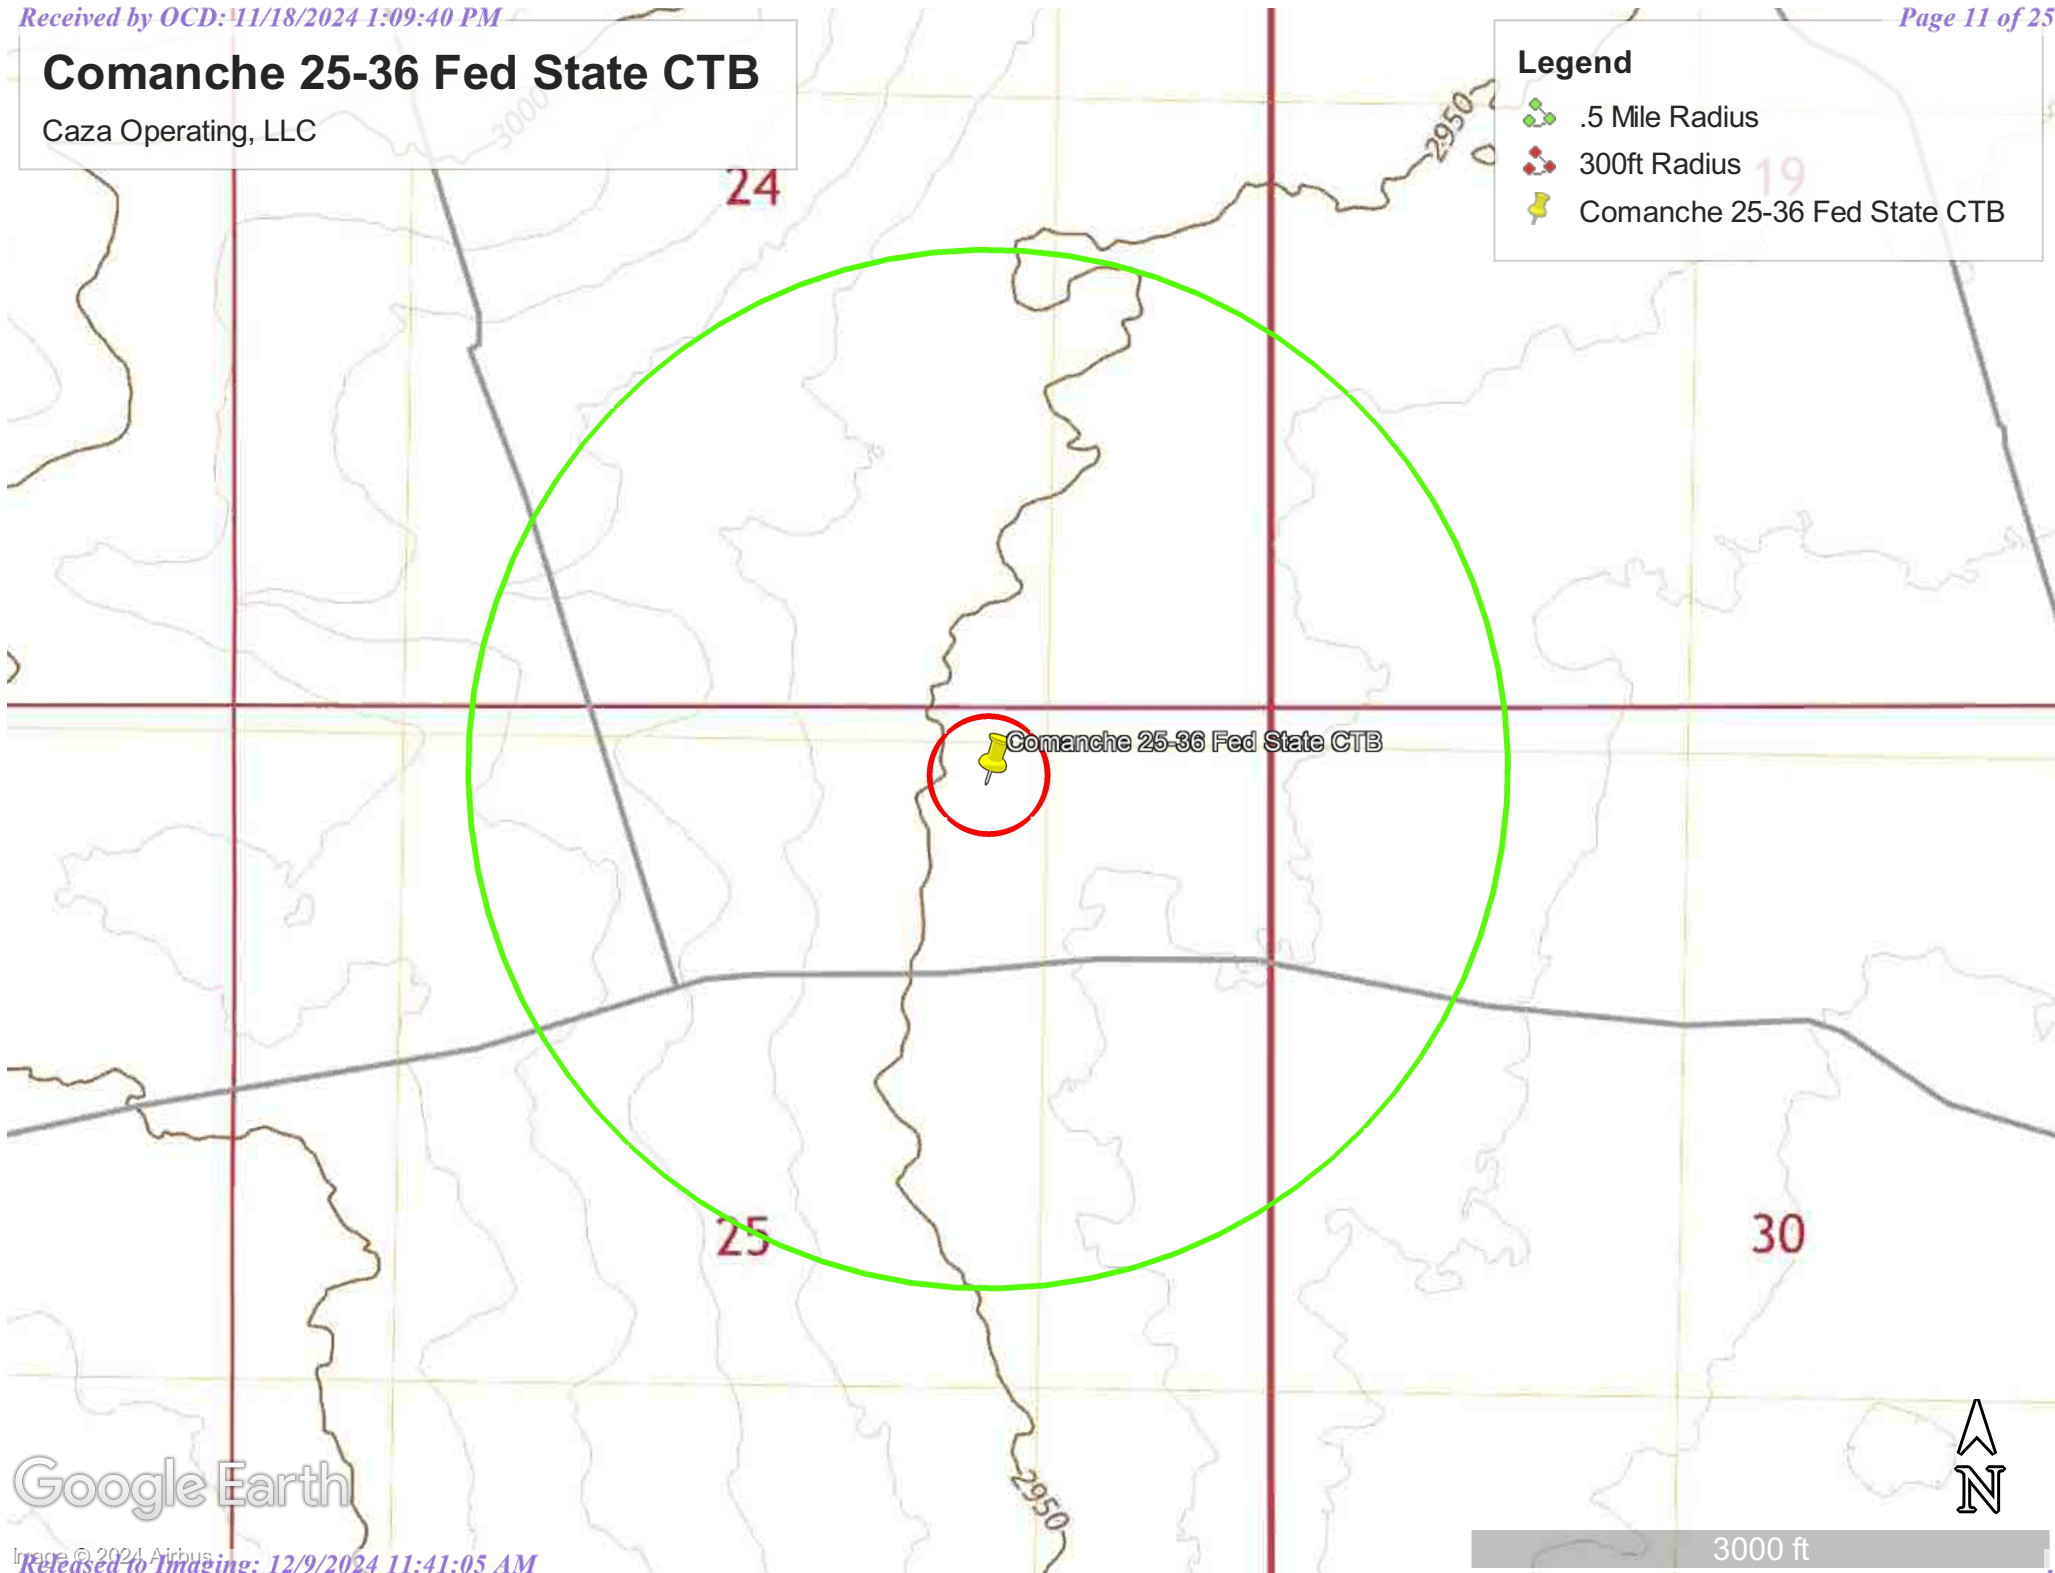 Received by OCD: 11/18/2024 1:09:40 PM
Page 11 of 25
Comanche 25-36 Fed State CTB
Caza Operating, LLC
Legend
.5 Mile Radius
300ft Radius
Comanche 25-36 Fed State CTB
3000
2950
24
19
Comanche 25-36 Fed State CTB
25
30
2950
Google Earth
N
3000 ft
Image © 2024 Airbus
Released to Imaging: 12/9/2024 11:41:05 AM